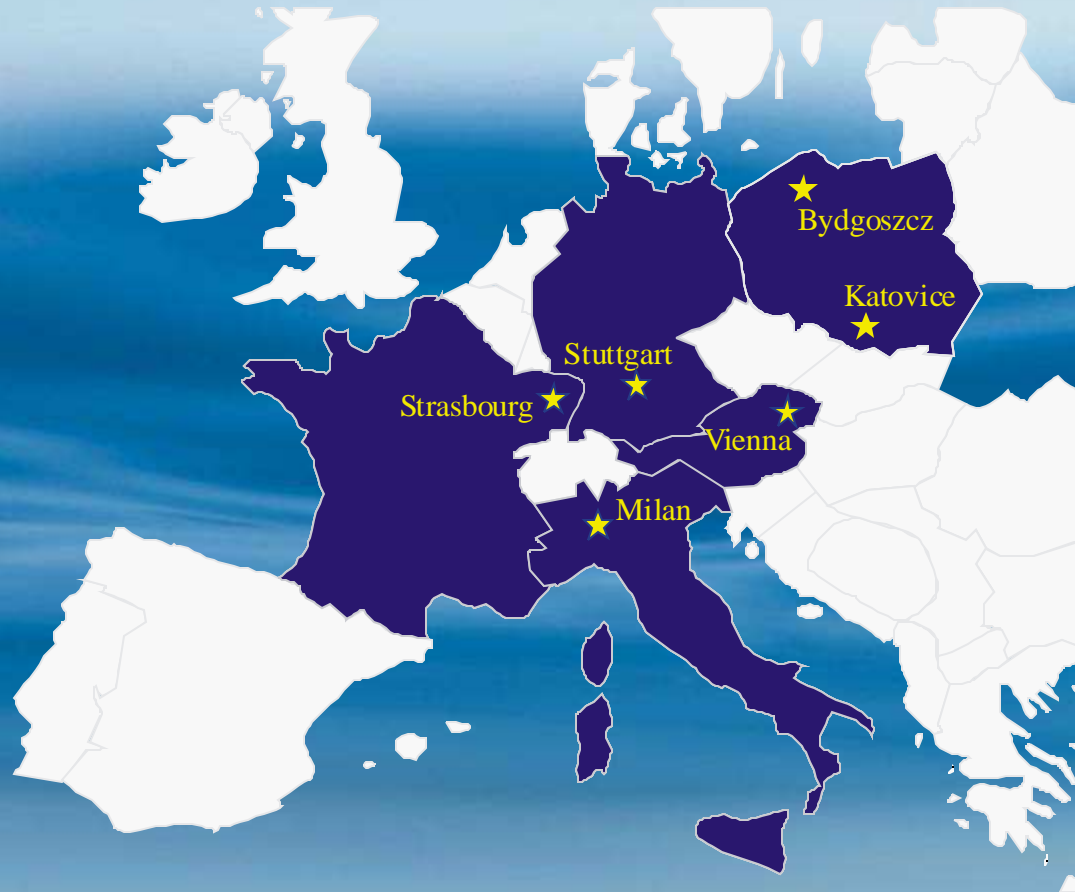 Bydgoszcz
Katovice
Stuttgart
Strasbourg
Vienna
Milan